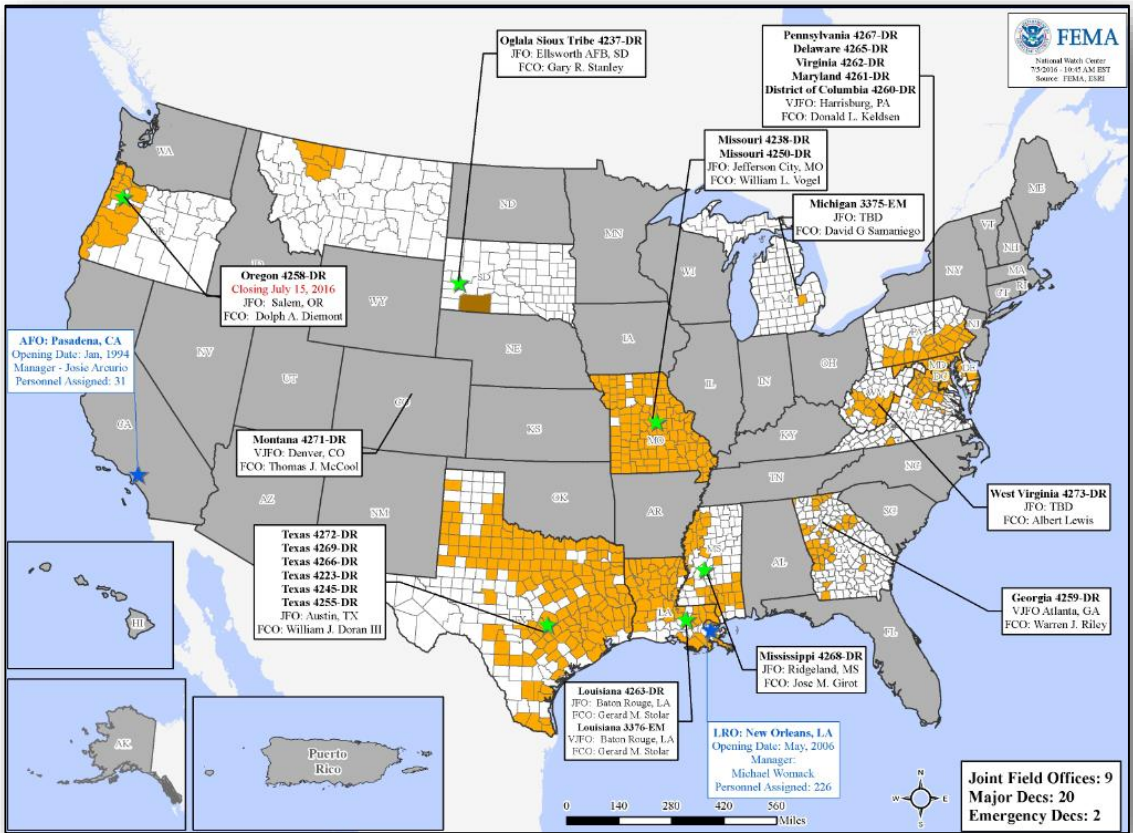 FEMA
National Watch Center
7/5/2016 - 10:45 AM EST
Source: FEMA, ESRI
Oglala Sioux Tribe 4237-DR
JFO: Ellsworth AFB, SD
FCO: Gary R. Stanley
Pennsylvania 4267-DR
Delaware 4265-DR
Virginia 4262-DR
Maryland 4261-DR
District of Columbia 4260-DR
VJFO: Harrisburg, PA
FCO: Donald L. Keldsen
Missouri 4238-DR
Missouri 4250-DR
JFO: Jefferson City, MO
FCO: William L. Vogel
Michigan 3375-EM
JFO: TBD
FCO: David G Samaniego
Oregon 4258-DR
Closing July 15, 2016
JFO: Salem, OR
FCO: Dolph A. Diemont
AFO: Pasadena, CA
Opening Date: Jan, 1994
Manager - Josie Arcurio
Personnel Assigned: 31
Montana 4271-DR
VJFO: Denver, CO
FCO: Thomas J. McCool
West Virginia 4273-DR
JFO: TBD
FCO: Albert Lewis
Texas 4272-DR
Texas 4269-DR
Texas 4266-DR
Texas 4223-DR
Texas 4245-DR
Texas 4255-DR
JFO: Austin, TX
FCO: William J. Doran III
Georgia 4259-DR
VJFO Atlanta, GA
FCO: Warren J. Riley
Mississippi 4268-DR
JFO: Ridgeland, MS
FCO: Jose M. Girot
Louisiana 4263-DR
JFO: Baton Rouge, LA
FCO: Gerard M. Stolar
Louisiana 3376-EM
VJFO: Baton Rouge, LA
FCO: Gerard M. Stolar
LRO: New Orleans, LA
Opening Date: May, 2006
Manager:
Michael Womack
Personnel Assigned: 226
WA
MT
ND
MN
ME
VT
NH
MA
RI
CT
NY
OR
ID
SD
WI
MI
WY
IA
NE
PA
NJ
OH
IN
IL
MD
DC
DE
NV
UT
CO
KS
MO
WV
KY
CA
NC
TN
AZ
NM
OK
AR
SC
MS
AL
GA
LA
FL
HI
AK
Puerto
Rico
N
W
E
S
0 140 280 420 560
Miles
Joint Field Offices: 9
Major Decs: 20
Emergency Decs: 2